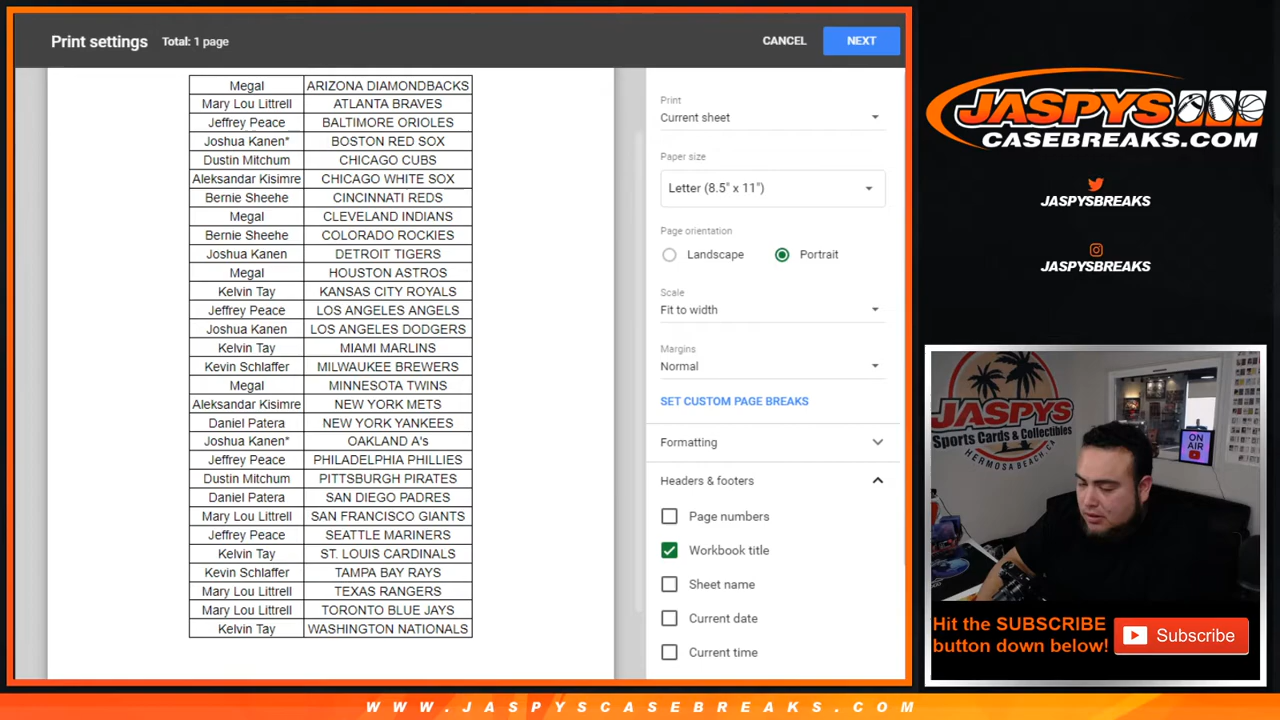 Print settings
Total: 1 page
CANCEL
NEXT
Megal ARIZONA DIAMONDBACKS
Mary Lou Littrell ATLANTA BRAVES
Jeffrey Peace BALTIMORE ORIOLES
Joshua Kanen* BOSTON RED SOX
Dustin Mitchum CHICAGO CUBS
Aleksandar Kisimre CHICAGO WHITE SOX
Bernie Sheehe CINCINNATI REDS
Megal CLEVELAND INDIANS
Bernie Sheehe COLORADO ROCKIES
Joshua Kanen DETROIT TIGERS
Megal HOUSTON ASTROS
Kelvin Tay KANSAS CITY ROYALS
Jeffrey Peace LOS ANGELES ANGELS
Joshua Kanen LOS ANGELES DODGERS
Kelvin Tay MIAMI MARLINS
Kevin Schlaffer MILWAUKEE BREWERS
Megal MINNESOTA TWINS
Aleksandar Kisimre NEW YORK METS
Daniel Patera NEW YORK YANKEES
Joshua Kanen* OAKLAND A's
Jeffrey Peace PHILADELPHIA PHILLIES
Dustin Mitchum PITTSBURGH PIRATES
Daniel Patera SAN DIEGO PADRES
Mary Lou Littrell SAN FRANCISCO GIANTS
Jeffrey Peace SEATTLE MARINERS
Kelvin Tay ST. LOUIS CARDINALS
Kevin Schlaffer TAMPA BAY RAYS
Mary Lou Littrell TEXAS RANGERS
Mary Lou Littrell TORONTO BLUE JAYS
Kelvin Tay WASHINGTON NATIONALS
Print
Current sheet
Paper size
Letter (8.5" x 11")
Page orientation
Landscape
Portrait
Scale
Fit to width
Margins
Normal
SET CUSTOM PAGE BREAKS
Formatting
Headers & footers
Page numbers
Workbook title
Sheet name
Current date
Current time
JASPYS
CASEBREAKS.COM
JASPYSBREAKS
JASPYSBREAKS
JASPYS
Sports Cards & Collectibles
HERMOSA BEACH, CA
ON AIR
Hit the SUBSCRIBE
button down below!
Subscribe
WWW.JASPYSCASEBREAKS.COM